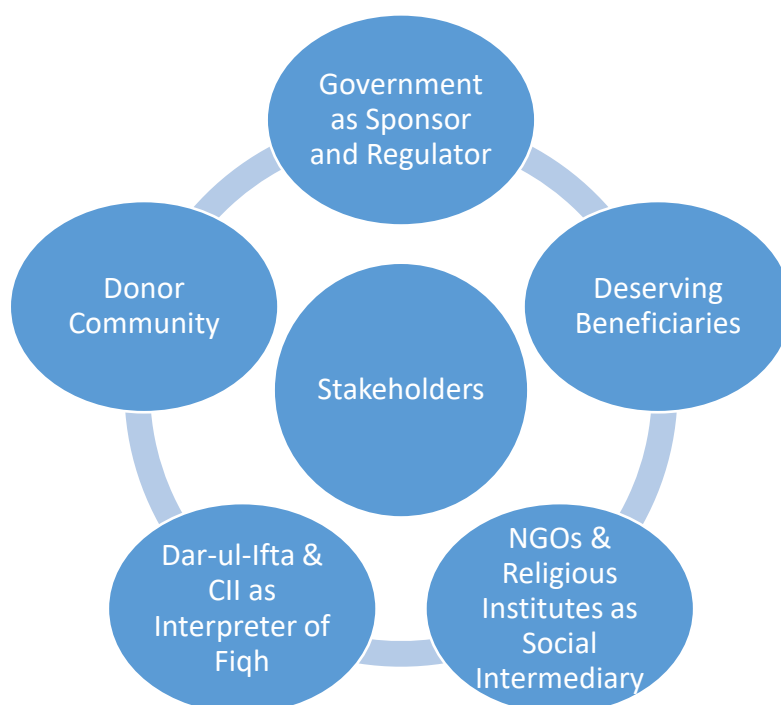 Government
as Sponsor
and Regulator
Donor
Community
Deserving
Beneficiaries
Stakeholders
Dar-ul-Ifta &
CII as
Interpreter of
Fiqh
NGOs &
Religious
Institutes as
Social
Intermediary